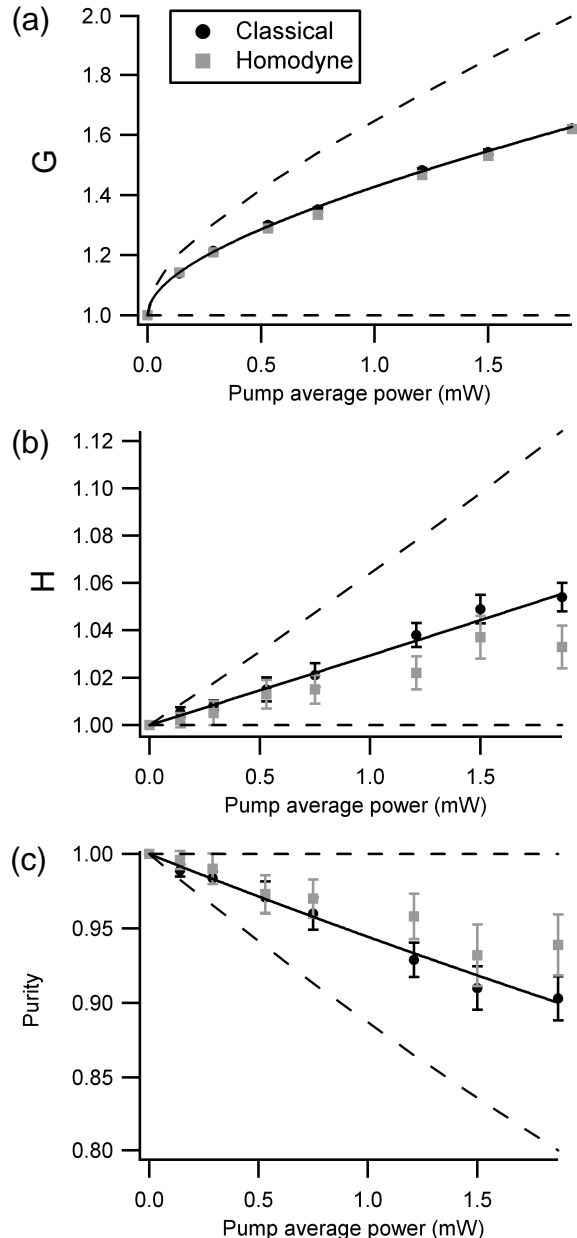 (a)
2.0
1.8
1.6
1.4
1.2
1.0
G
Classical
Homodyne
0.0 0.5 1.0 1.5
Pump average power (mW)
(b)
1.12
1.10
1.08
1.06
1.04
1.02
1.00
H
0.0 0.5 1.0 1.5
Pump average power (mW)
(c)
1.00
0.95
0.90
0.85
0.80
Purity
0.0 0.5 1.0 1.5
Pump average power (mW)